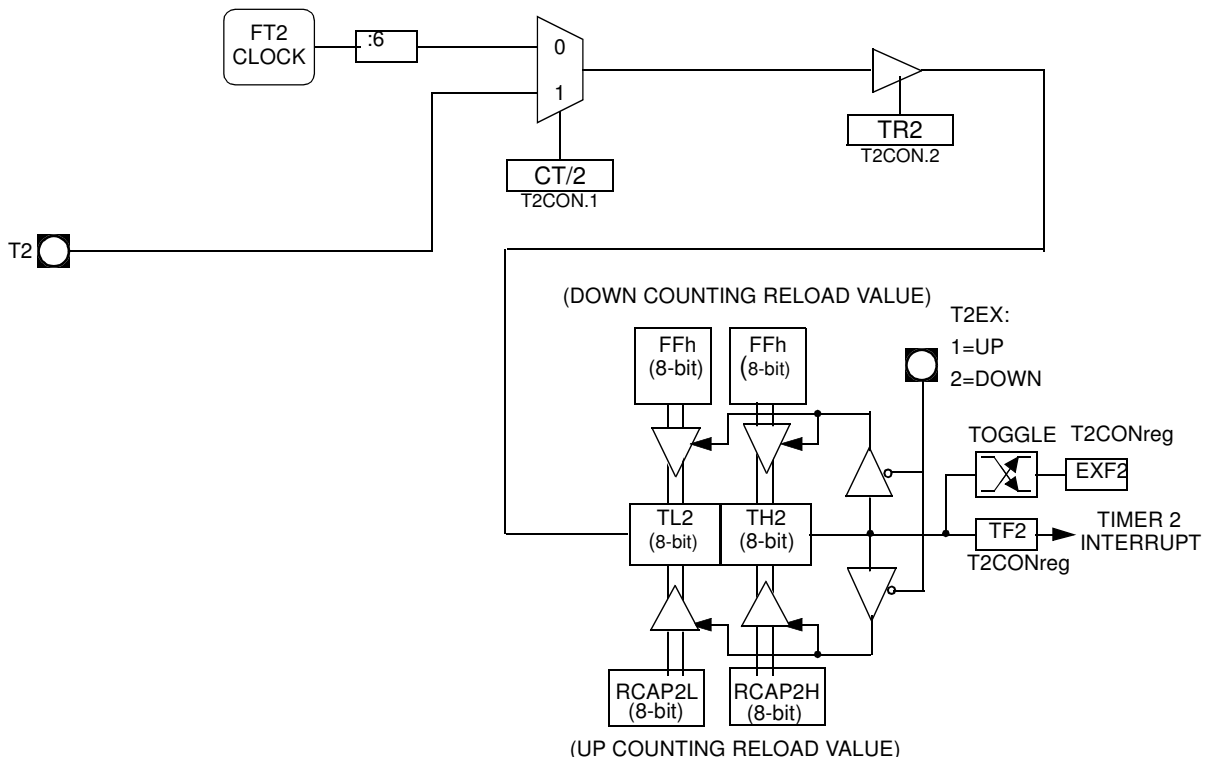 FT2
CLOCK
:6
0
1
TR2
T2CON.2
CT/2
T2CON.1
T2
(DOWN COUNTING RELOAD VALUE)
T2EX:
1=UP
2=DOWN
FFh
(8-bit)
FFh
(8-bit)
TOGGLE
T2CONreg
EXF2
TL2
(8-bit)
TH2
(8-bit)
TF2
T2CONreg
TIMER 2
INTERRUPT
RCAP2L
(8-bit)
RCAP2H
(8-bit)
(UP COUNTING RELOAD VALUE)